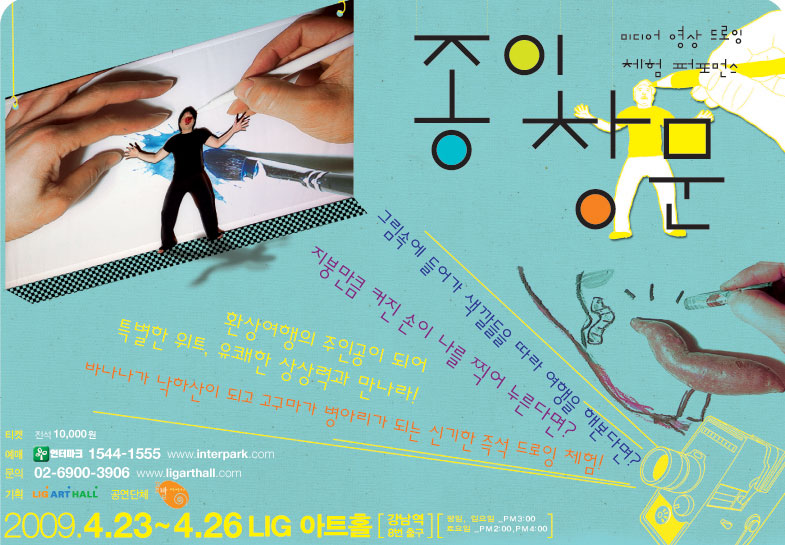 미디어 영상 드로잉
체험 퍼포먼스
종이 창문
그림속에 들어가 색깔들을 따라 여행을 해본다면?
지붕만큼 커진 손이 나를 찍어 누른다면?
환상여행의 주인공이 되어
특별한 위트, 유쾌한 상상력과 만나라!
바나나가 낙하산이 되고 고구마가 병아리가 되는 신기한 즉석 드로잉 체험!
티켓 전석 10,000원
예매 인터파크 1544-1555 www.interpark.com
문의 02-6900-3906 www.ligarthall.com
기획 LIG ART HALL 공연단체
2009.4.23~4.26 LIG 아트홀 [강남역 8번 출구]
평일, 일요일 _PM3:00
토요일 _PM2:00,PM4:00